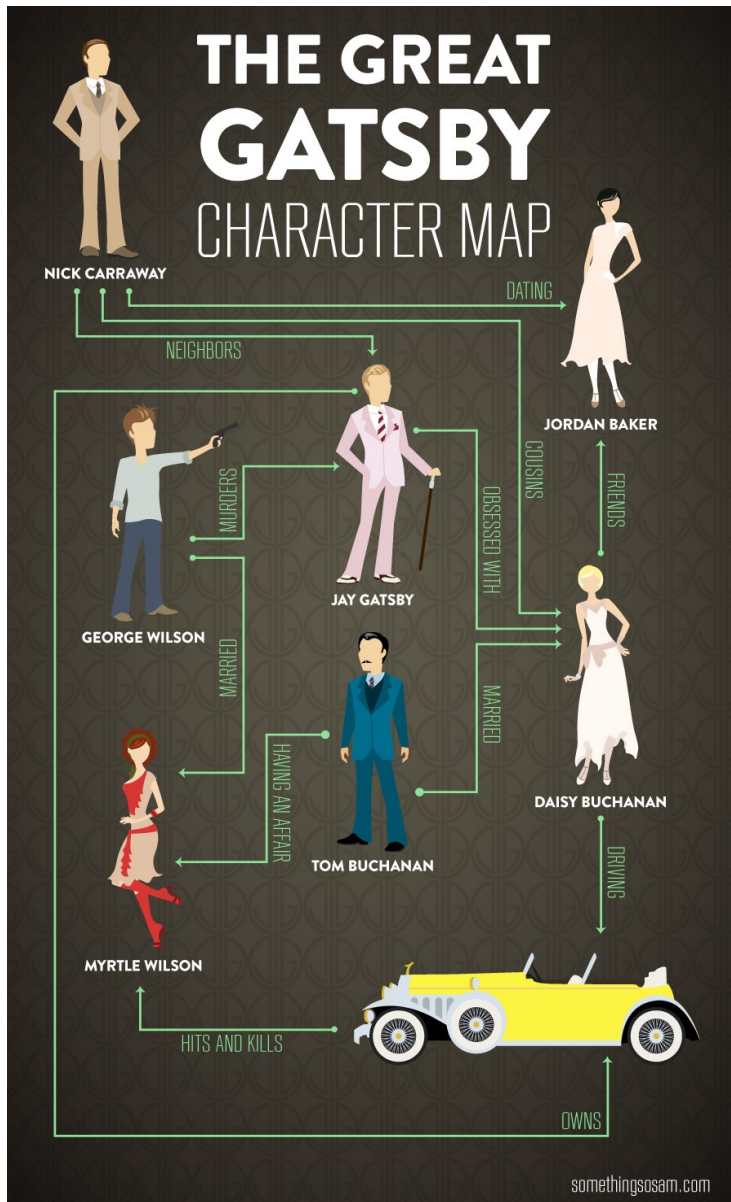 THE GREAT
GATSBY
CHARACTER MAP
NICK CARRAWAY
DATING
NEIGHBORS
JORDAN BAKER
COUSINS
MURDERS
OBSESSED WITH
FRIENDS
JAY GATSBY
GEORGE WILSON
MARRIED
MARRIED
HAVING AN AFFAIR
DAISY BUCHANAN
TOM BUCHANAN
DRIVING
MYRTLE WILSON
HITS AND KILLS
OWNS
somethingsosam.com